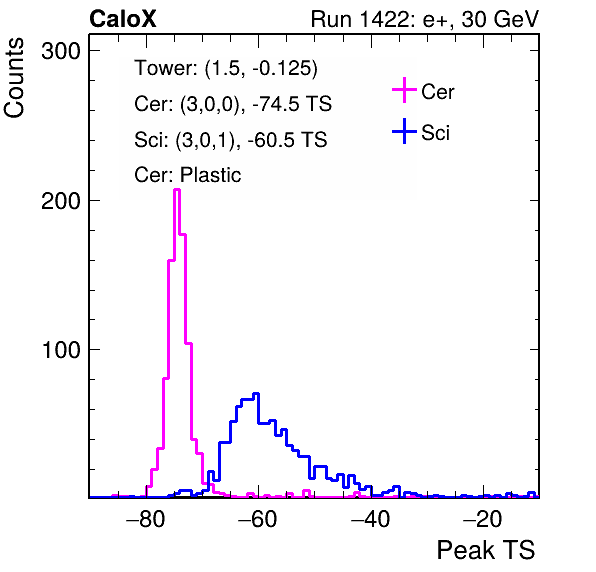 CaloX Run 1422: e+, 30 GeV
Counts
300
200
100
Tower: (1.5, -0.125)
Cer: (3,0,0), -74.5 TS
Sci: (3,0,1), -60.5 TS
Cer: Plastic
Cer
Sci
−80 −60 −40 −20
Peak TS